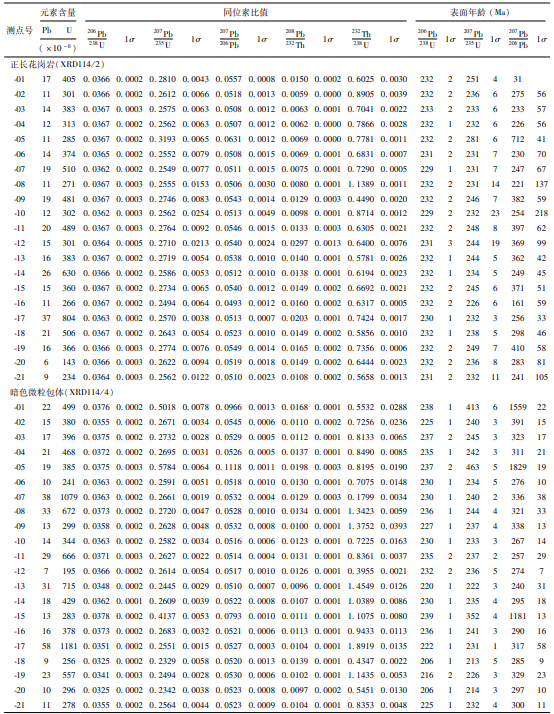 元素含量 同位素比值 表面年龄 (Ma)
测点号 Pb U ²⁰⁶Pb/²³⁸U 1σ ²⁰⁷Pb/²³⁵U 1σ ²⁰⁷Pb/²⁰⁶Pb 1σ ²⁰⁸Pb/²³²Th 1σ ²³²Th/²³⁸U 1σ ²⁰⁶Pb/²³⁸U 1σ ²⁰⁷Pb/²³⁵U 1σ ²⁰⁷Pb/²⁰⁶Pb 1σ
(×10⁻⁶)
正长花岗岩(XRD114/2)
-01 17 405 0.0366 0.0002 0.2810 0.0043 0.0557 0.0008 0.0150 0.0002 0.6025 0.0030 232 2 251 4 31
-02 11 301 0.0366 0.0002 0.2612 0.0066 0.0518 0.0013 0.0059 0.0000 0.8905 0.0039 232 2 236 6 275 56
-03 14 383 0.0367 0.0003 0.2575 0.0063 0.0508 0.0012 0.0063 0.0001 0.7041 0.0022 233 2 233 6 233 57
-04 12 313 0.0367 0.0002 0.2562 0.0063 0.0507 0.0012 0.0062 0.0000 0.7866 0.0028 232 1 232 6 226 56
-05 11 285 0.0367 0.0002 0.3193 0.0065 0.0631 0.0012 0.0069 0.0000 0.7781 0.0011 232 2 281 6 712 41
-06 14 374 0.0365 0.0002 0.2552 0.0079 0.0508 0.0015 0.0069 0.0001 0.6831 0.0007 231 2 231 7 230 70
-07 19 510 0.0362 0.0002 0.2549 0.0077 0.0511 0.0015 0.0075 0.0001 0.7290 0.0005 229 1 231 7 247 67
-08 11 271 0.0367 0.0003 0.2555 0.0153 0.0506 0.0030 0.0080 0.0001 1.1389 0.0011 232 2 231 14 221 137
-09 19 481 0.0367 0.0003 0.2746 0.0083 0.0543 0.0014 0.0129 0.0003 0.4490 0.0020 232 2 246 7 382 59
-10 12 302 0.0362 0.0002 0.2562 0.0254 0.0513 0.0049 0.0098 0.0001 0.8714 0.0012 229 2 232 23 254 218
-11 20 489 0.0367 0.0003 0.2764 0.0092 0.0546 0.0015 0.0133 0.0003 0.6305 0.0021 232 2 248 8 397 62
-12 15 301 0.0364 0.0005 0.2710 0.0213 0.0540 0.0024 0.0297 0.0013 0.6400 0.0076 231 3 244 19 369 99
-13 16 383 0.0367 0.0002 0.2719 0.0054 0.0538 0.0010 0.0140 0.0001 0.5781 0.0026 232 1 244 5 362 42
-14 26 630 0.0366 0.0002 0.2586 0.0053 0.0512 0.0010 0.0138 0.0001 0.6194 0.0023 232 1 234 5 249 45
-15 15 360 0.0367 0.0002 0.2734 0.0065 0.0540 0.0012 0.0149 0.0002 0.6692 0.0021 232 2 245 6 371 51
-16 11 266 0.0367 0.0002 0.2494 0.0064 0.0493 0.0012 0.0160 0.0002 0.6317 0.0005 232 2 226 6 161 59
-17 37 804 0.0363 0.0002 0.2570 0.0038 0.0513 0.0007 0.0203 0.0001 0.7424 0.0017 230 1 232 3 256 33
-18 21 506 0.0367 0.0002 0.2643 0.0054 0.0523 0.0010 0.0149 0.0002 0.5856 0.0010 232 1 238 5 298 46
-19 16 366 0.0366 0.0003 0.2774 0.0076 0.0549 0.0014 0.0165 0.0002 0.7356 0.0006 232 2 249 7 410 58
-20 6 143 0.0366 0.0003 0.2622 0.0094 0.0519 0.0018 0.0149 0.0002 0.6444 0.0023 232 2 236 8 283 81
-21 9 234 0.0364 0.0003 0.2562 0.0122 0.0510 0.0023 0.0108 0.0002 0.5658 0.0013 231 2 232 11 241 105
暗色微粒包体(XRD114/4)
-01 22 499 0.0376 0.0002 0.5018 0.0078 0.0966 0.0013 0.0168 0.0001 0.5532 0.0288 238 1 413 6 1559 22
-02 15 380 0.0355 0.0002 0.2671 0.0034 0.0545 0.0006 0.0110 0.0002 0.7256 0.0236 225 1 240 3 391 15
-03 17 396 0.0375 0.0002 0.2732 0.0028 0.0529 0.0005 0.0112 0.0001 0.8133 0.0065 237 2 245 3 323 17
-04 21 468 0.0372 0.0002 0.2695 0.0031 0.0526 0.0005 0.0137 0.0001 0.8490 0.0085 235 1 242 3 311 21
-05 19 385 0.0375 0.0003 0.5784 0.0064 0.1118 0.0011 0.0198 0.0003 0.8195 0.0190 237 2 463 5 1829 19
-06 10 241 0.0363 0.0002 0.2591 0.0051 0.0518 0.0010 0.0130 0.0001 0.7075 0.0148 230 1 234 5 276 10
-07 38 1079 0.0363 0.0002 0.2661 0.0019 0.0532 0.0004 0.0129 0.0003 0.1799 0.0034 230 1 240 2 336 38
-08 33 672 0.0373 0.0002 0.2720 0.0047 0.0528 0.0010 0.0134 0.0001 1.3423 0.0059 236 1 244 4 321 33
-09 13 299 0.0358 0.0002 0.2628 0.0048 0.0532 0.0008 0.0100 0.0001 1.3752 0.0393 227 1 237 4 338 13
-10 14 344 0.0363 0.0002 0.2582 0.0034 0.0516 0.0006 0.0123 0.0001 0.7225 0.0163 230 1 233 3 267 14
-11 29 666 0.0371 0.0003 0.2627 0.0022 0.0514 0.0004 0.0131 0.0001 0.8361 0.0037 235 2 237 2 257 29
-12 7 195 0.0366 0.0002 0.2614 0.0054 0.0517 0.0010 0.0126 0.0001 0.3955 0.0021 232 2 236 5 274 7
-13 31 715 0.0348 0.0002 0.2445 0.0029 0.0510 0.0007 0.0096 0.0001 1.4549 0.0126 220 1 222 3 240 31
-14 18 429 0.0362 0.0001 0.2609 0.0039 0.0522 0.0008 0.0107 0.0001 1.0389 0.0086 230 1 235 4 295 18
-15 13 283 0.0378 0.0002 0.4137 0.0053 0.0793 0.0010 0.0111 0.0001 1.1075 0.0080 239 1 352 4 1181 13
-16 16 378 0.0373 0.0002 0.2683 0.0032 0.0521 0.0006 0.0113 0.0001 0.9433 0.0113 236 1 241 3 290 16
-17 58 1181 0.0351 0.0002 0.2551 0.0015 0.0527 0.0003 0.0104 0.0001 1.8919 0.0135 222 1 231 1 317 58
-18 9 256 0.0325 0.0002 0.2329 0.0058 0.0520 0.0013 0.0139 0.0001 0.4347 0.0022 206 1 213 5 285 9
-19 23 557 0.0341 0.0003 0.2494 0.0028 0.0530 0.0006 0.0102 0.0001 1.1435 0.0053 216 2 226 3 329 23
-20 10 296 0.0325 0.0002 0.2342 0.0038 0.0523 0.0008 0.0097 0.0002 0.5451 0.0130 206 1 214 3 297 10
-21 11 278 0.0355 0.0002 0.2564 0.0044 0.0523 0.0009 0.0104 0.0001 0.8353 0.0048 225 1 232 4 300 11